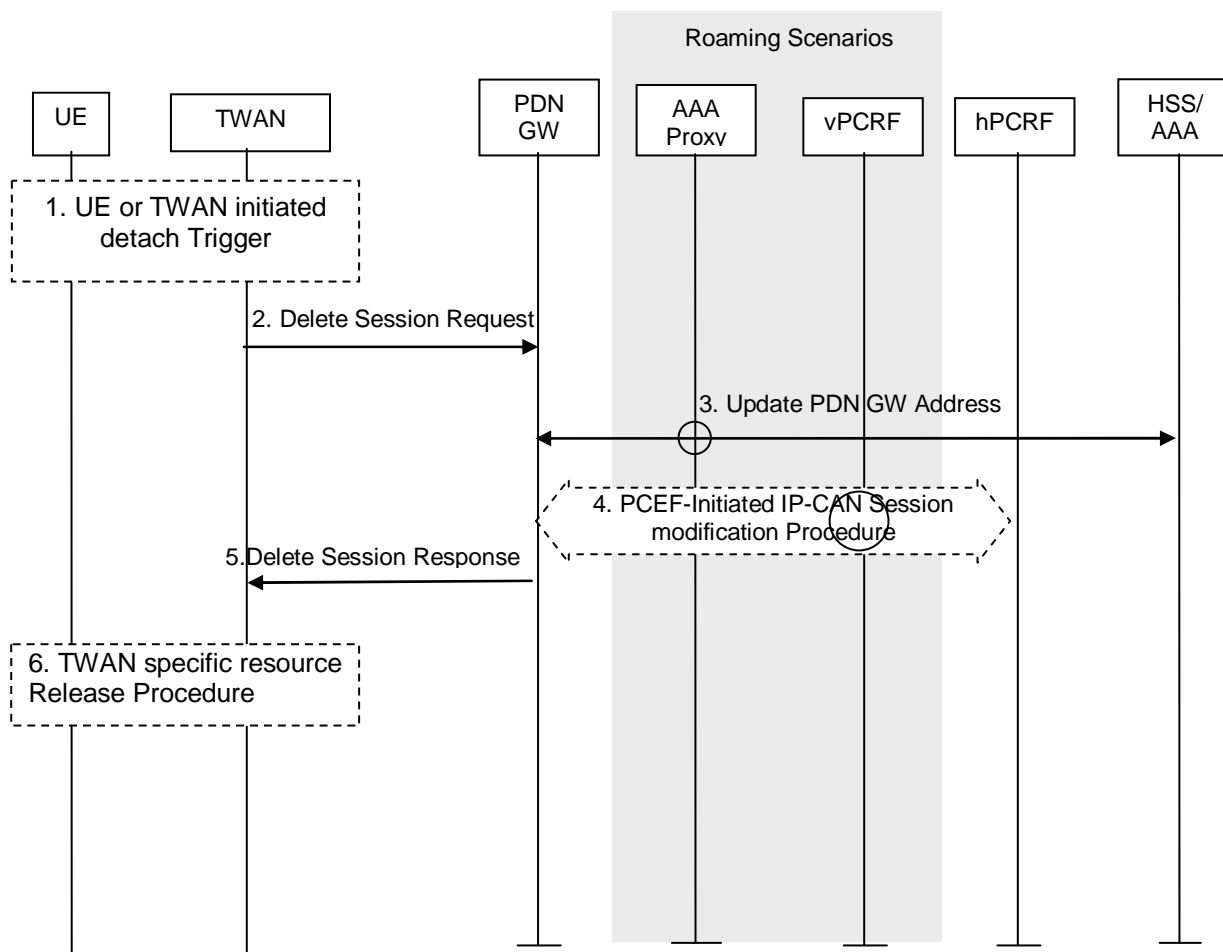 Roaming Scenarios
UE
TWAN
PDN
GW
AAA
Proxy
vPCRF
hPCRF
HSS/
AAA
1. UE or TWAN initiated
detach Trigger
2. Delete Session Request
3. Update PDN GW Address
4. PCEF-Initiated IP-CAN Session
modification Procedure
5.Delete Session Response
6. TWAN specific resource
Release Procedure